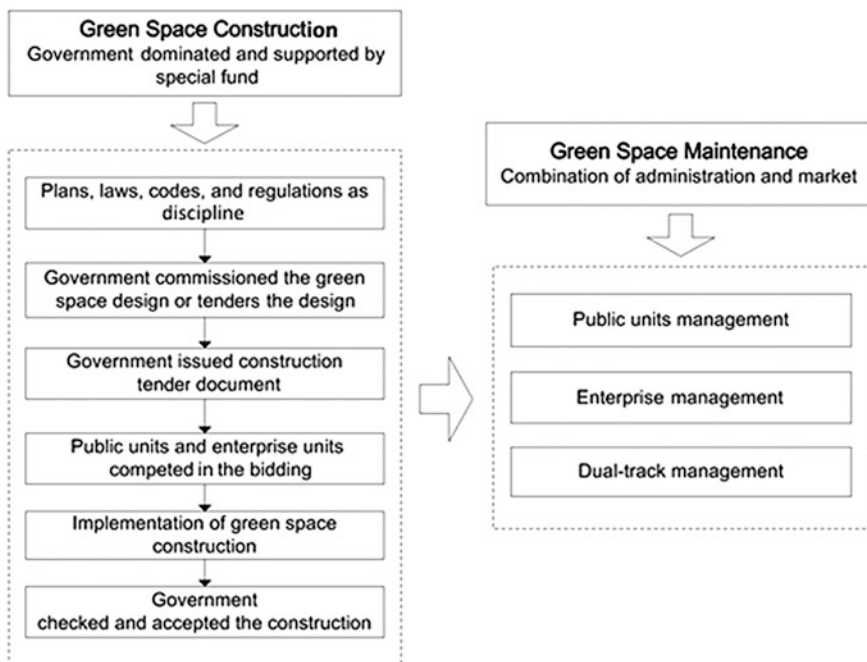 Green Space Construction
Government dominated and supported by
special fund
Plans, laws, codes, and regulations as
discipline
Government commissioned the green
space design or tenders the design
Government issued construction
tender document
Public units and enterprise units
competed in the bidding
Implementation of green space
construction
Government
checked and accepted the construction
Green Space Maintenance
Combination of administration and market
Public units management
Enterprise management
Dual-track management